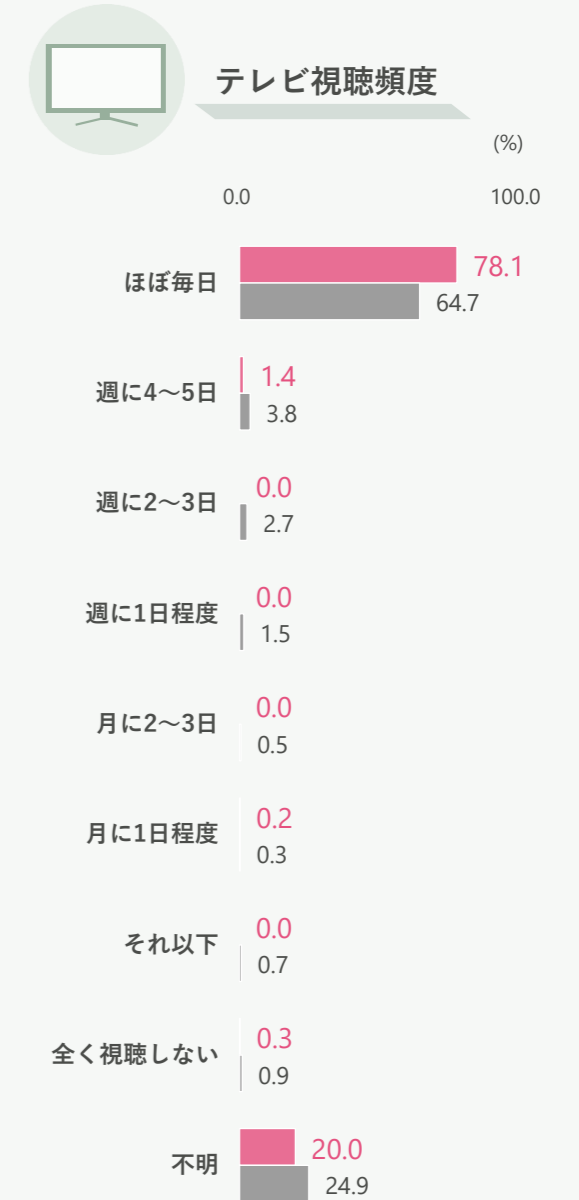 テレビ視聴頻度
(%)
0.0 100.0
ほぼ毎日 78.1
64.7
週に4～5日 1.4
3.8
週に2～3日 0.0
2.7
週に1日程度 0.0
1.5
月に2～3日 0.0
0.5
月に1日程度 0.2
0.3
それ以下 0.0
0.7
全く視聴しない 0.3
0.9
不明 20.0
24.9